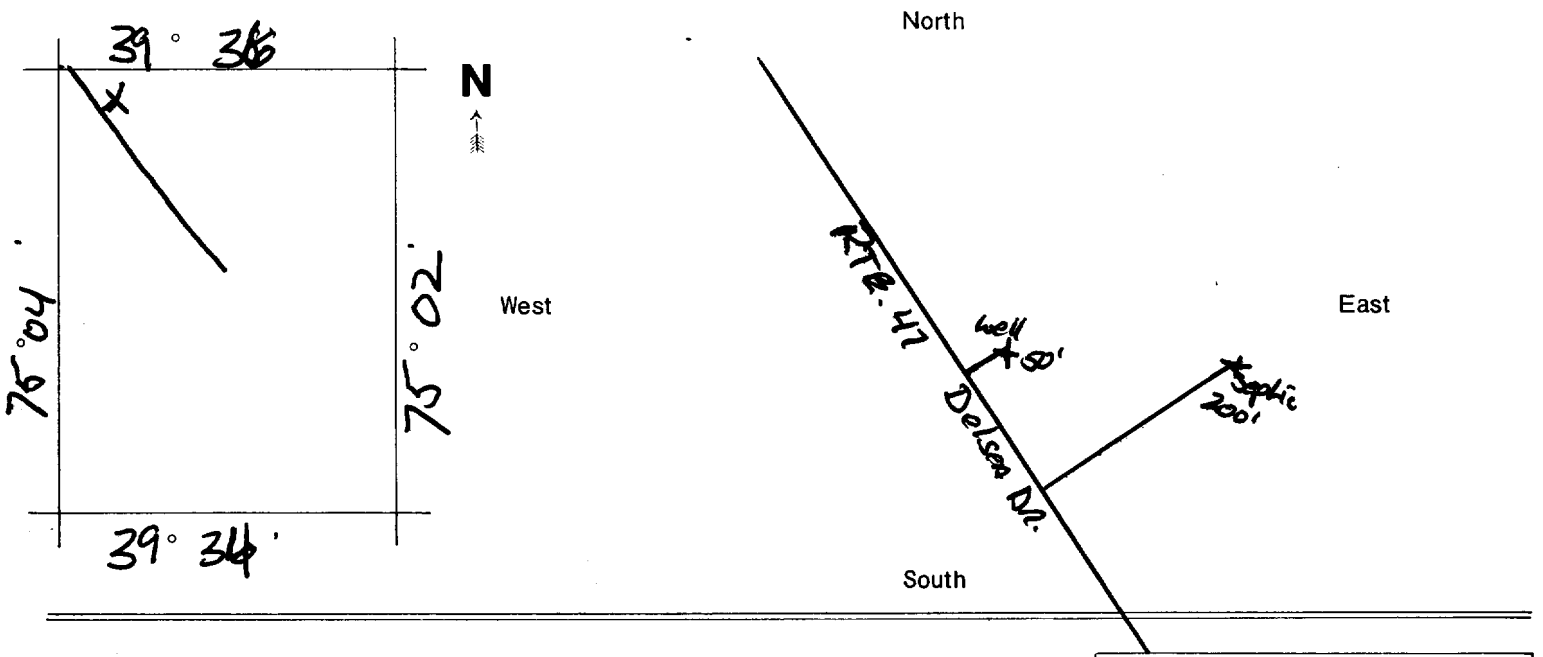 North
39° 36
N
75°04'
75°02'
West
East
RTE. 47
well
50'
Septic
200'
Delsea DR.
South
39° 34'